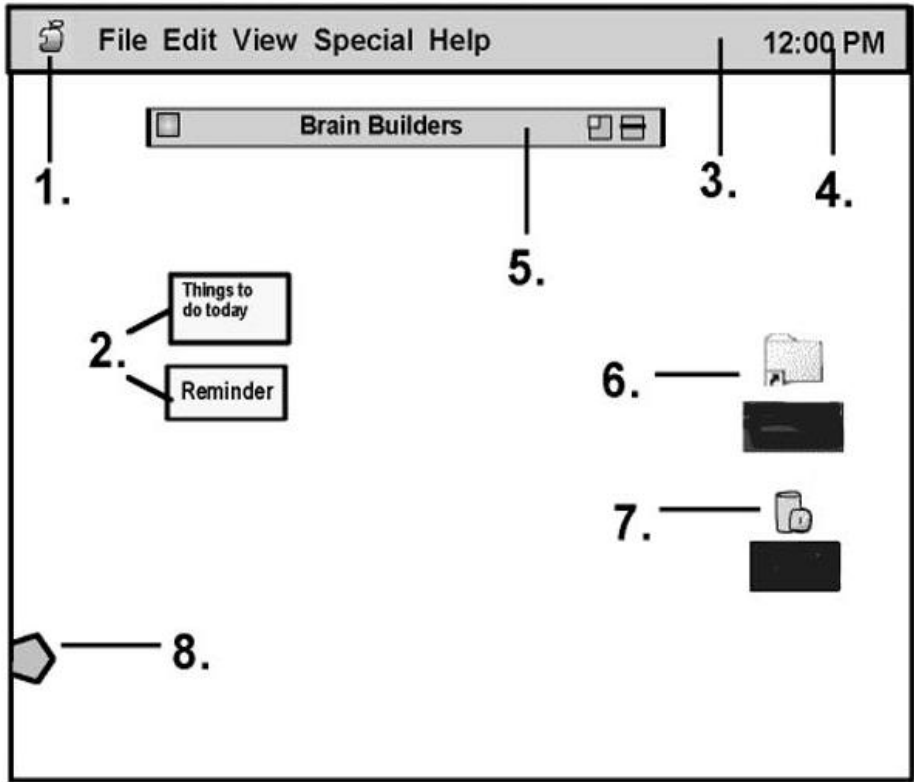 File Edit View Special Help 12:00 PM
Brain Builders
1.
3.
4.
5.
Things to
do today
2.
Reminder
6.
7.
8.